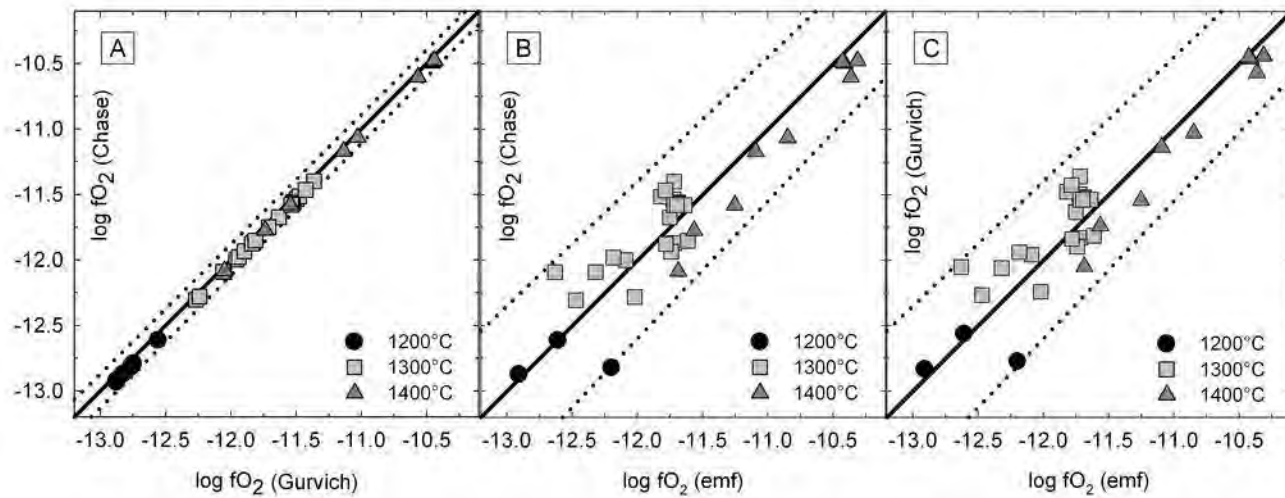 A
B
C
-10.5
-11.0
-11.5
-12.0
-12.5
-13.0
log fO2 (Chase)
log fO2 (Chase)
log fO2 (Gurvich)
1200°C
1300°C
1400°C
1200°C
1300°C
1400°C
1200°C
1300°C
1400°C
-13.0 -12.5 -12.0 -11.5 -11.0 -10.5
-13.0 -12.5 -12.0 -11.5 -11.0 -10.5
-13.0 -12.5 -12.0 -11.5 -11.0 -10.5
log fO2 (Gurvich)
log fO2 (emf)
log fO2 (emf)